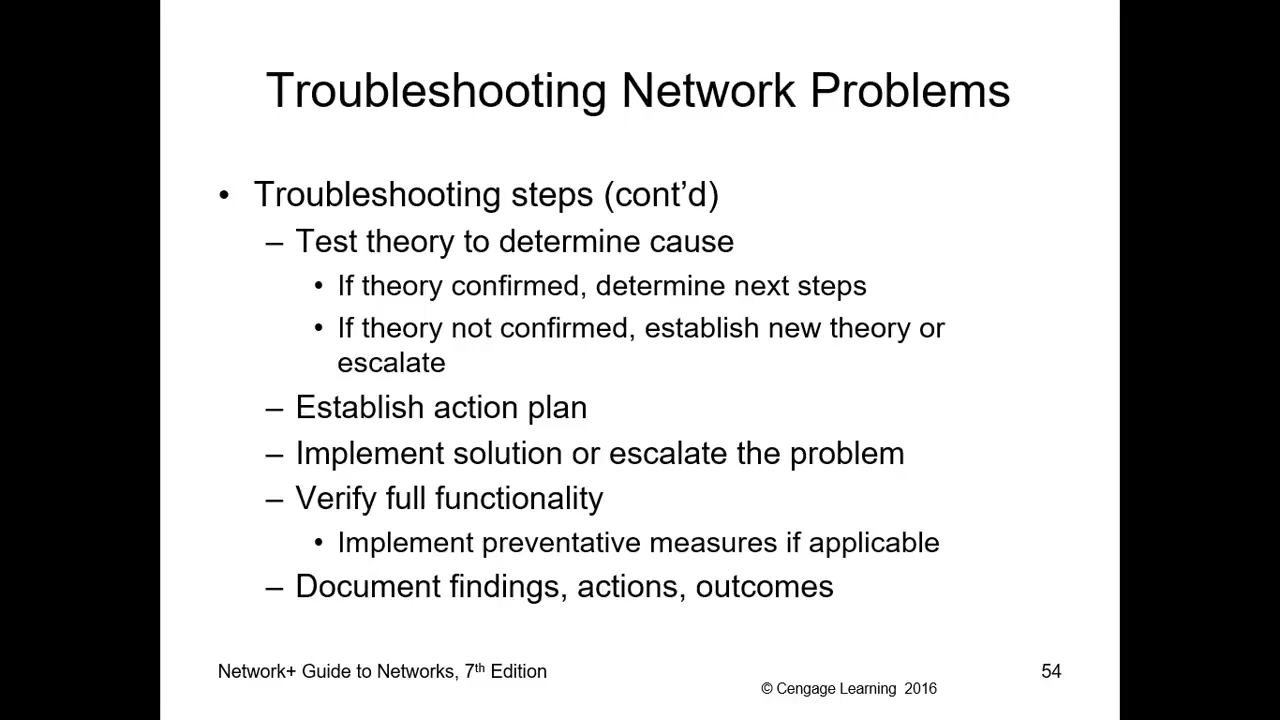 Troubleshooting Network Problems
• Troubleshooting steps (cont’d)
– Test theory to determine cause
• If theory confirmed, determine next steps
• If theory not confirmed, establish new theory or
escalate
– Establish action plan
– Implement solution or escalate the problem
– Verify full functionality
• Implement preventative measures if applicable
– Document findings, actions, outcomes
Network+ Guide to Networks, 7th Edition
© Cengage Learning 2016
54